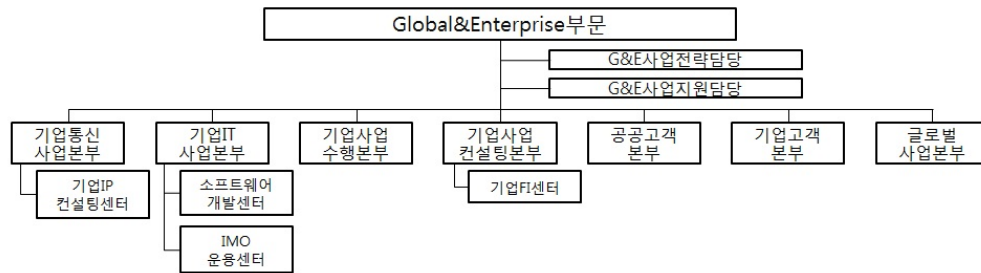 Global&Enterprise부문
G&E사업전략담당
G&E사업지원담당
기업통신
사업본부
기업IT
사업본부
기업사업
수행본부
기업사업
컨설팅본부
공공고객
본부
기업고객
본부
글로벌
사업본부
기업IP
컨설팅센터
소프트웨어
개발센터
기업FI센터
IMO
운용센터